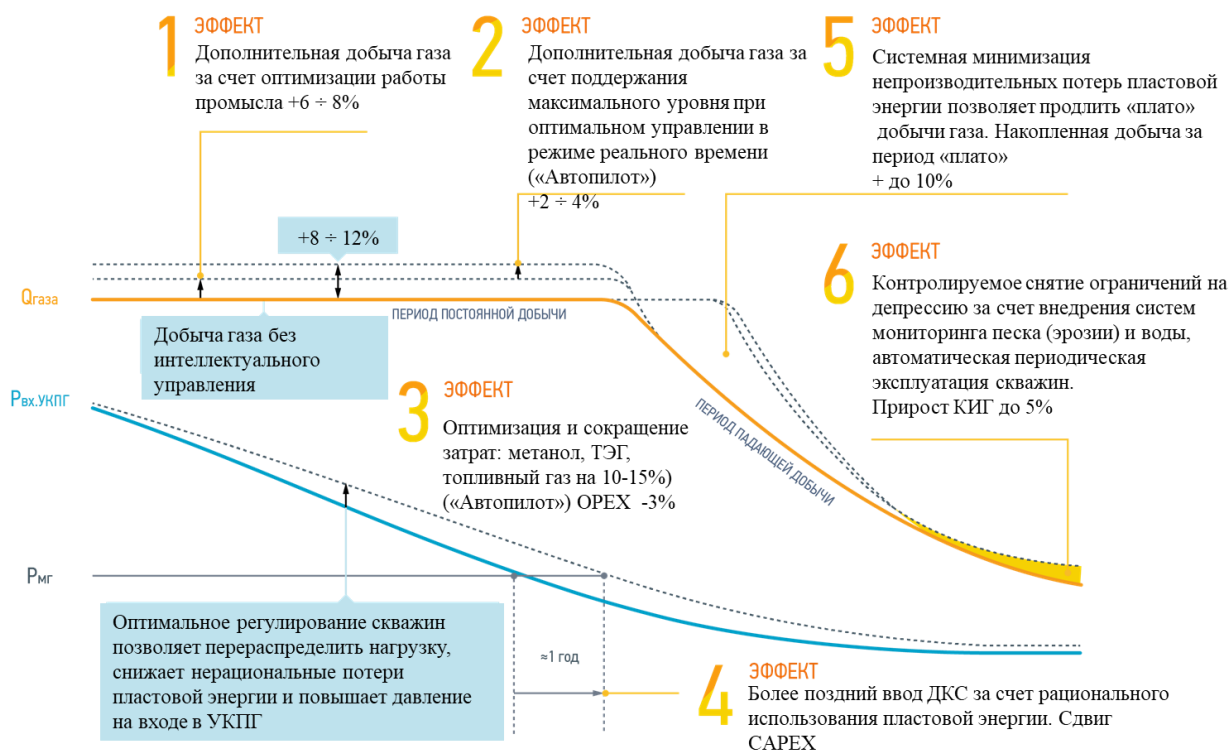 1
ЭФФЕКТ
Дополнительная добыча газа
за счет оптимизации работы
промысла +6 ÷ 8%
2
ЭФФЕКТ
Дополнительная добыча газа за
счет поддержания
максимального уровня при
оптимальном управлении в
режиме реального времени
(«Автопилот»)
+2 ÷ 4%
5
ЭФФЕКТ
Системная минимизация
непроизводительных потерь пластовой
энергии позволяет продлить «плато»
добычи газа. Накопленная добыча за
период «плато»
+ до 10%
+8 ÷ 12%
Qгаза
ПЕРИОД ПОСТОЯННОЙ ДОБЫЧИ
Добыча газа без
интеллектуального
управления
6
ЭФФЕКТ
Контролируемое снятие ограничений на
депрессию за счет внедрения систем
мониторинга песка (эрозии) и воды,
автоматическая периодическая
эксплуатация скважин.
Прирост КИГ до 5%
Pвх.УКПГ
3
ЭФФЕКТ
Оптимизация и сокращение
затрат: метанол, ТЭГ,
топливный газ на 10-15%)
(«Автопилот») OPEX -3%
ПЕРИОД ПАДАЮЩЕЙ ДОБЫЧИ
Pмг
Оптимальное регулирование скважин
позволяет перераспределить нагрузку,
снижает нерациональные потери
пластовой энергии и повышает давление
на входе в УКПГ
≈1 год
4
ЭФФЕКТ
Более поздний ввод ДКС за счет рационального
использования пластовой энергии. Сдвиг
CAPEX